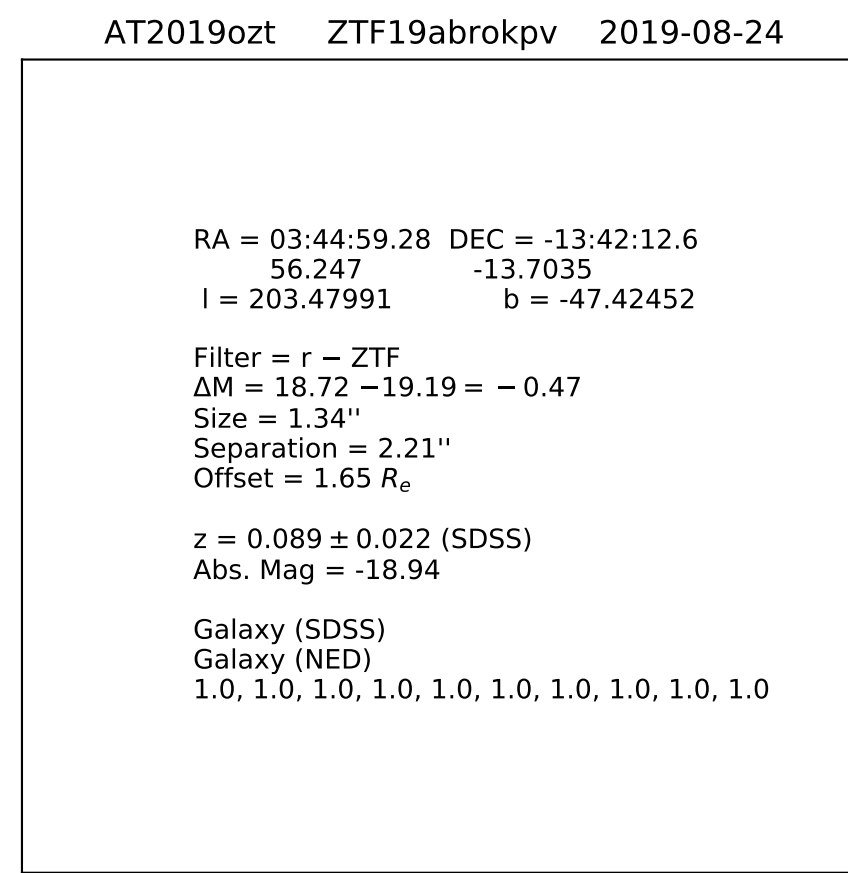 AT2019ozt ZTF19abrokpv 2019-08-24
RA = 03:44:59.28 DEC = -13:42:12.6
56.247 -13.7035
l = 203.47991 b = -47.42452
Filter = r − ZTF
ΔM = 18.72 −19.19 = − 0.47
Size = 1.34''
Separation = 2.21''
Offset = 1.65 Rₑ
z = 0.089 ± 0.022 (SDSS)
Abs. Mag = -18.94
Galaxy (SDSS)
Galaxy (NED)
1.0, 1.0, 1.0, 1.0, 1.0, 1.0, 1.0, 1.0, 1.0, 1.0